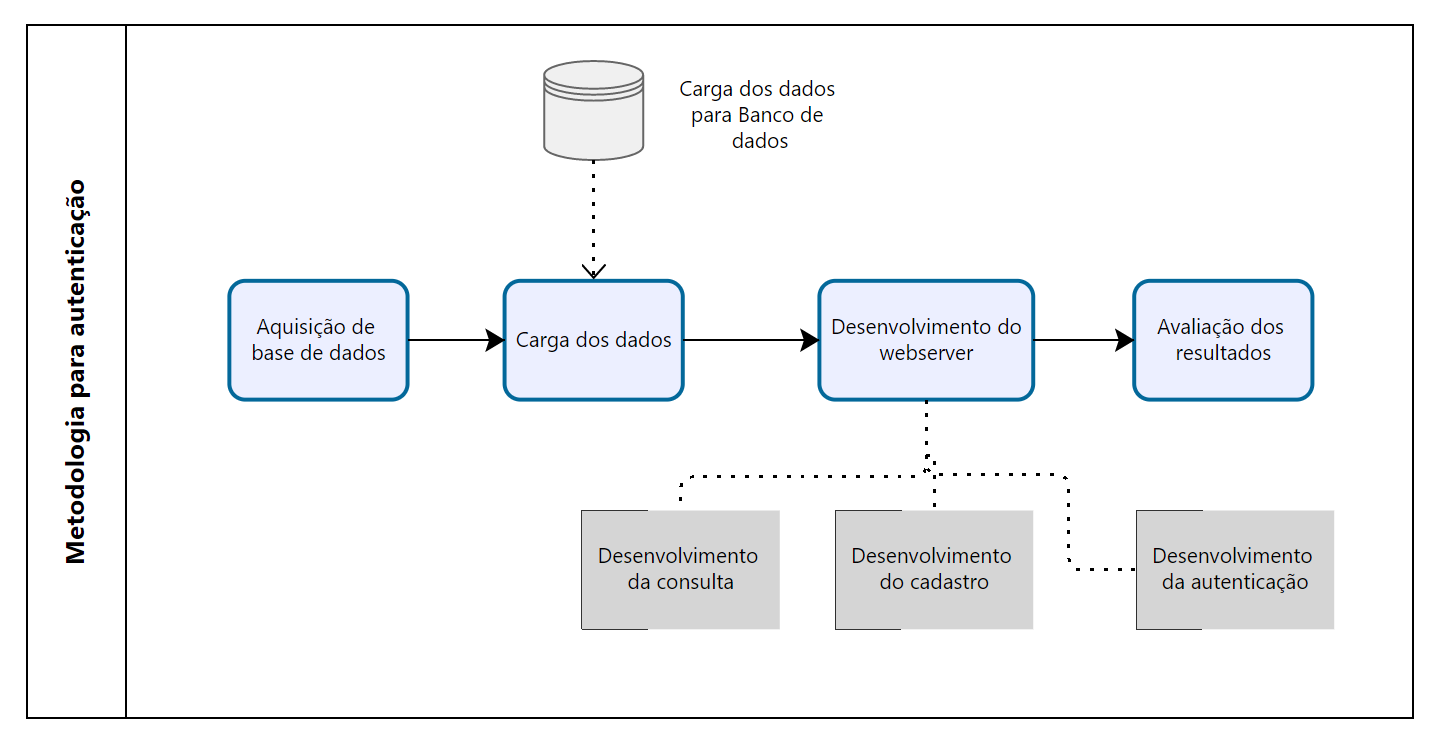 Metodologia para autenticação
Carga dos dados
para Banco de
dados
Aquisição de
base de dados
Carga dos dados
Desenvolvimento do
webserver
Avaliação dos
resultados
Desenvolvimento
da consulta
Desenvolvimento
do cadastro
Desenvolvimento
da autenticação